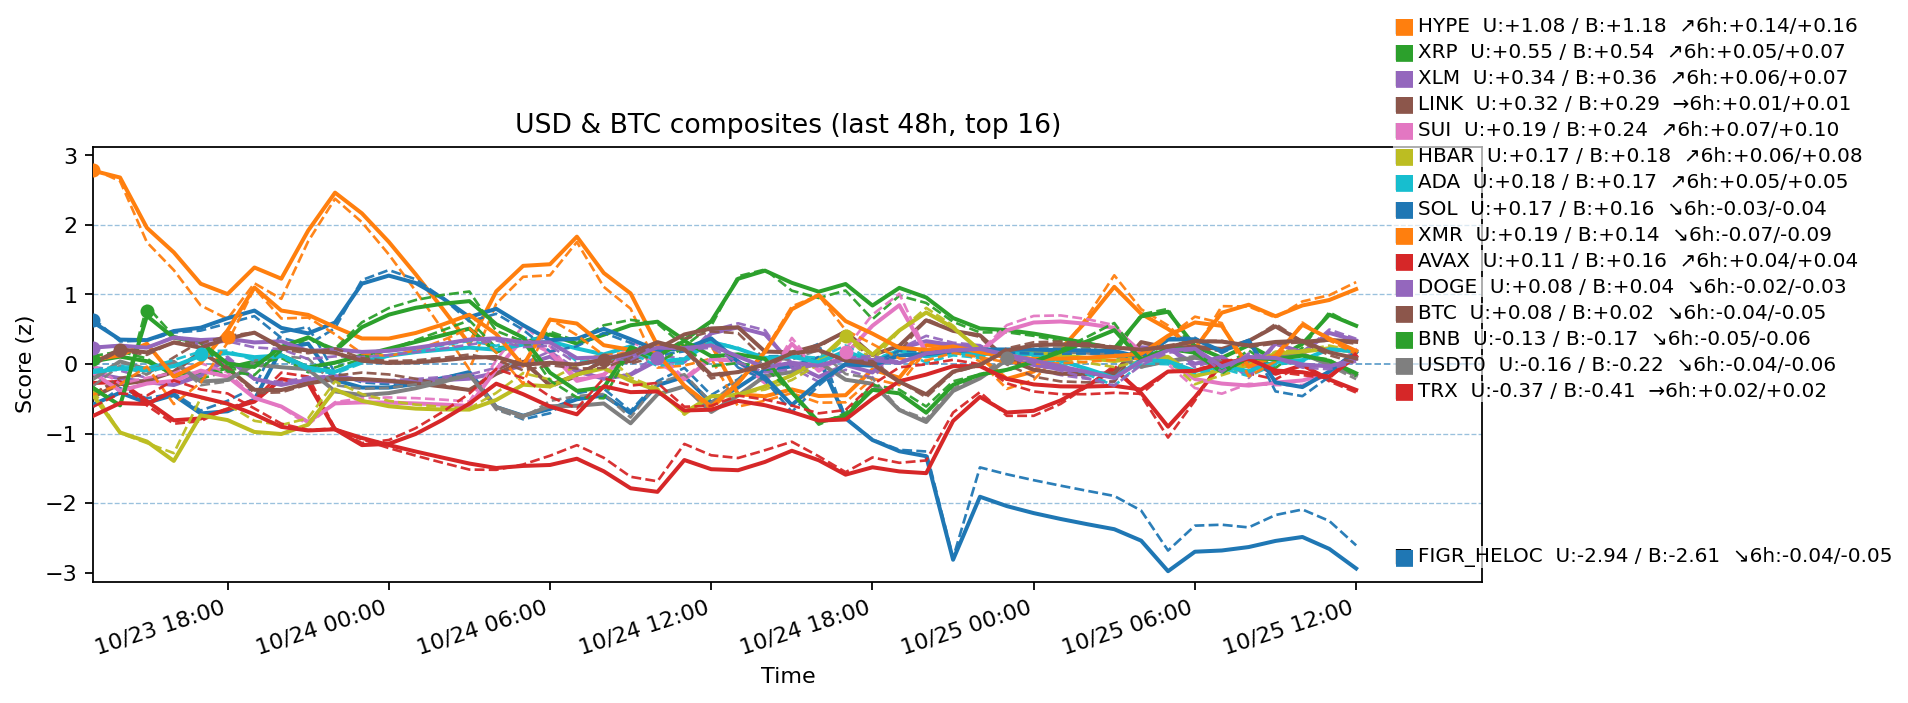 HYPE U:+1.08 / B:+1.18 ↗6h:+0.14/+0.16
XRP U:+0.55 / B:+0.54 ↗6h:+0.05/+0.07
XLM U:+0.34 / B:+0.36 ↗6h:+0.06/+0.07
LINK U:+0.32 / B:+0.29 →6h:+0.01/+0.01
SUI U:+0.19 / B:+0.24 ↗6h:+0.07/+0.10
HBAR U:+0.17 / B:+0.18 ↗6h:+0.06/+0.08
ADA U:+0.18 / B:+0.17 ↗6h:+0.05/+0.05
SOL U:+0.17 / B:+0.16 ↘6h:-0.03/-0.04
XMR U:+0.19 / B:+0.14 ↘6h:-0.07/-0.09
AVAX U:+0.11 / B:+0.16 ↗6h:+0.04/+0.04
DOGE U:+0.08 / B:+0.04 ↘6h:-0.02/-0.03
BTC U:+0.08 / B:+0.02 ↘6h:-0.04/-0.05
BNB U:-0.13 / B:-0.17 ↘6h:-0.05/-0.06
USDT0 U:-0.16 / B:-0.22 ↘6h:-0.04/-0.06
TRX U:-0.37 / B:-0.41 →6h:+0.02/+0.02
FIGR_HELOC U:-2.94 / B:-2.61 ↘6h:-0.04/-0.05
USD & BTC composites (last 48h, top 16)
Score (z)
3
2
1
0
−1
−2
−3
10/23 18:00
10/24 00:00
10/24 06:00
10/24 12:00
10/24 18:00
10/25 00:00
10/25 06:00
10/25 12:00
Time